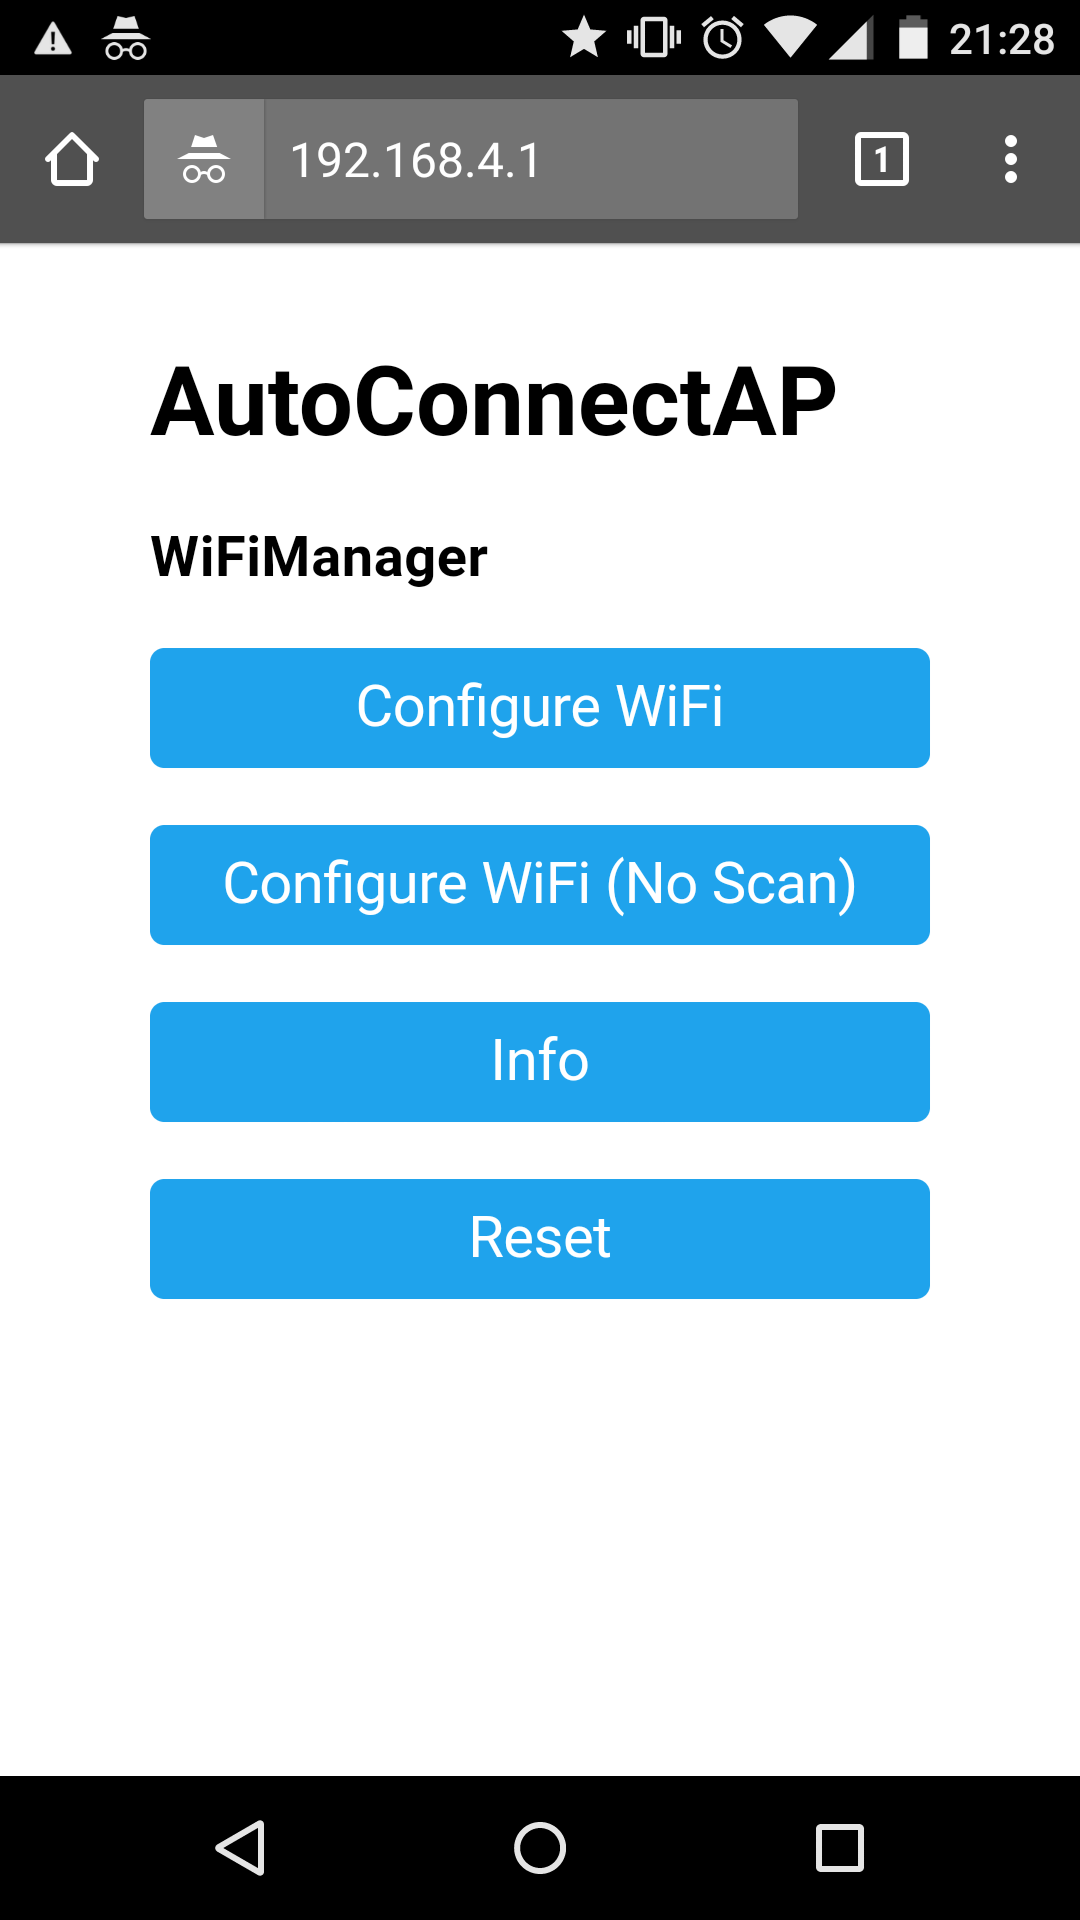 21:28
192.168.4.1
1
AutoConnectAP
WiFiManager
Configure WiFi
Configure WiFi (No Scan)
Info
Reset